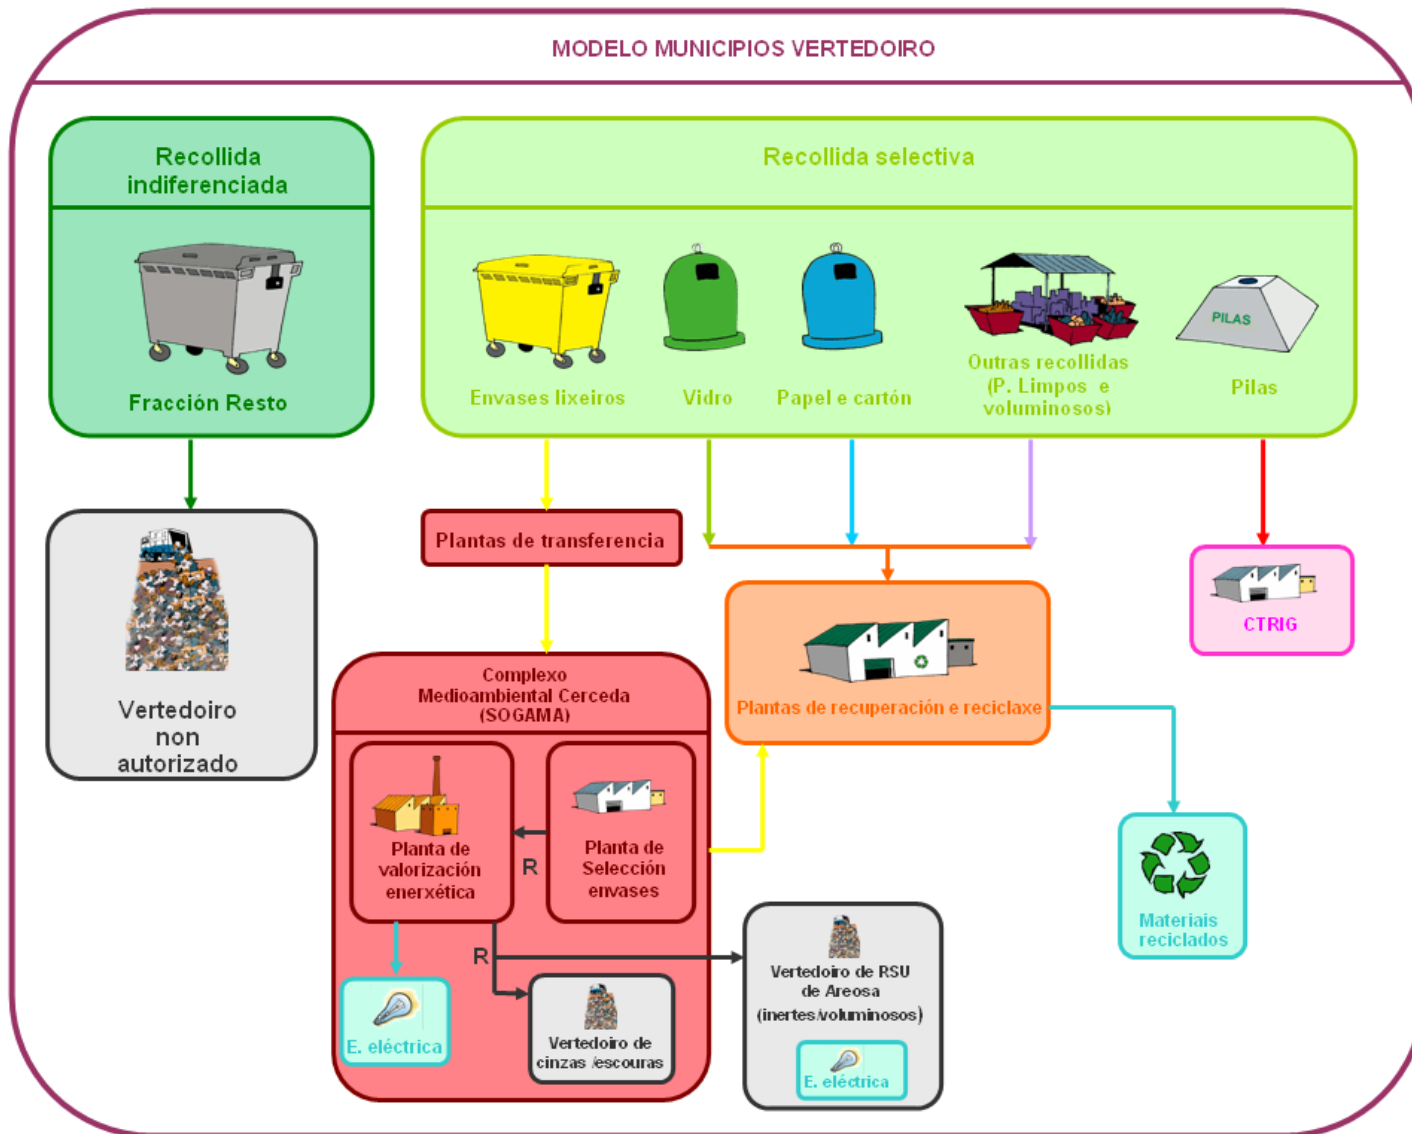 MODELO MUNICIPIOS VERTEDOIRO
Recollida
indiferenciada
Fracción Resto
Recollida selectiva
PILAS
Envases lixeiros
Vidro
Papel e cartón
Outras recollidas
(P. Limpos e
voluminosos)
Pilas
Vertedoiro
non
autorizado
Plantas de transferencia
CTRIG
Plantas de recuperación e reciclaxe
Complexo
Medioambiental Cerceda
(SOGAMA)
Planta de
valorización
enerxética
R
Planta de
Selección
envases
Materiais
reciclados
R
E. eléctrica
Vertedoiro de
cinzas /escouras
Vertedoiro de RSU
de Areosa
(inertes/voluminosos)
E. eléctrica